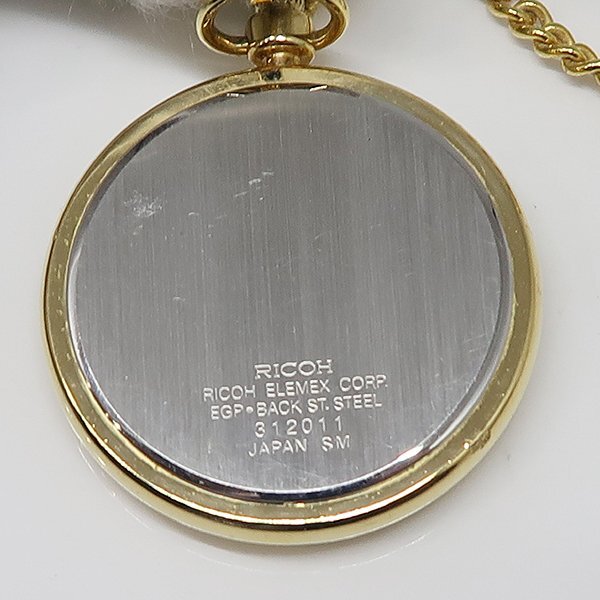 RICOH
RICOH ELEMEX CORP.
EGP•BACK ST. STEEL
312011
JAPAN SM